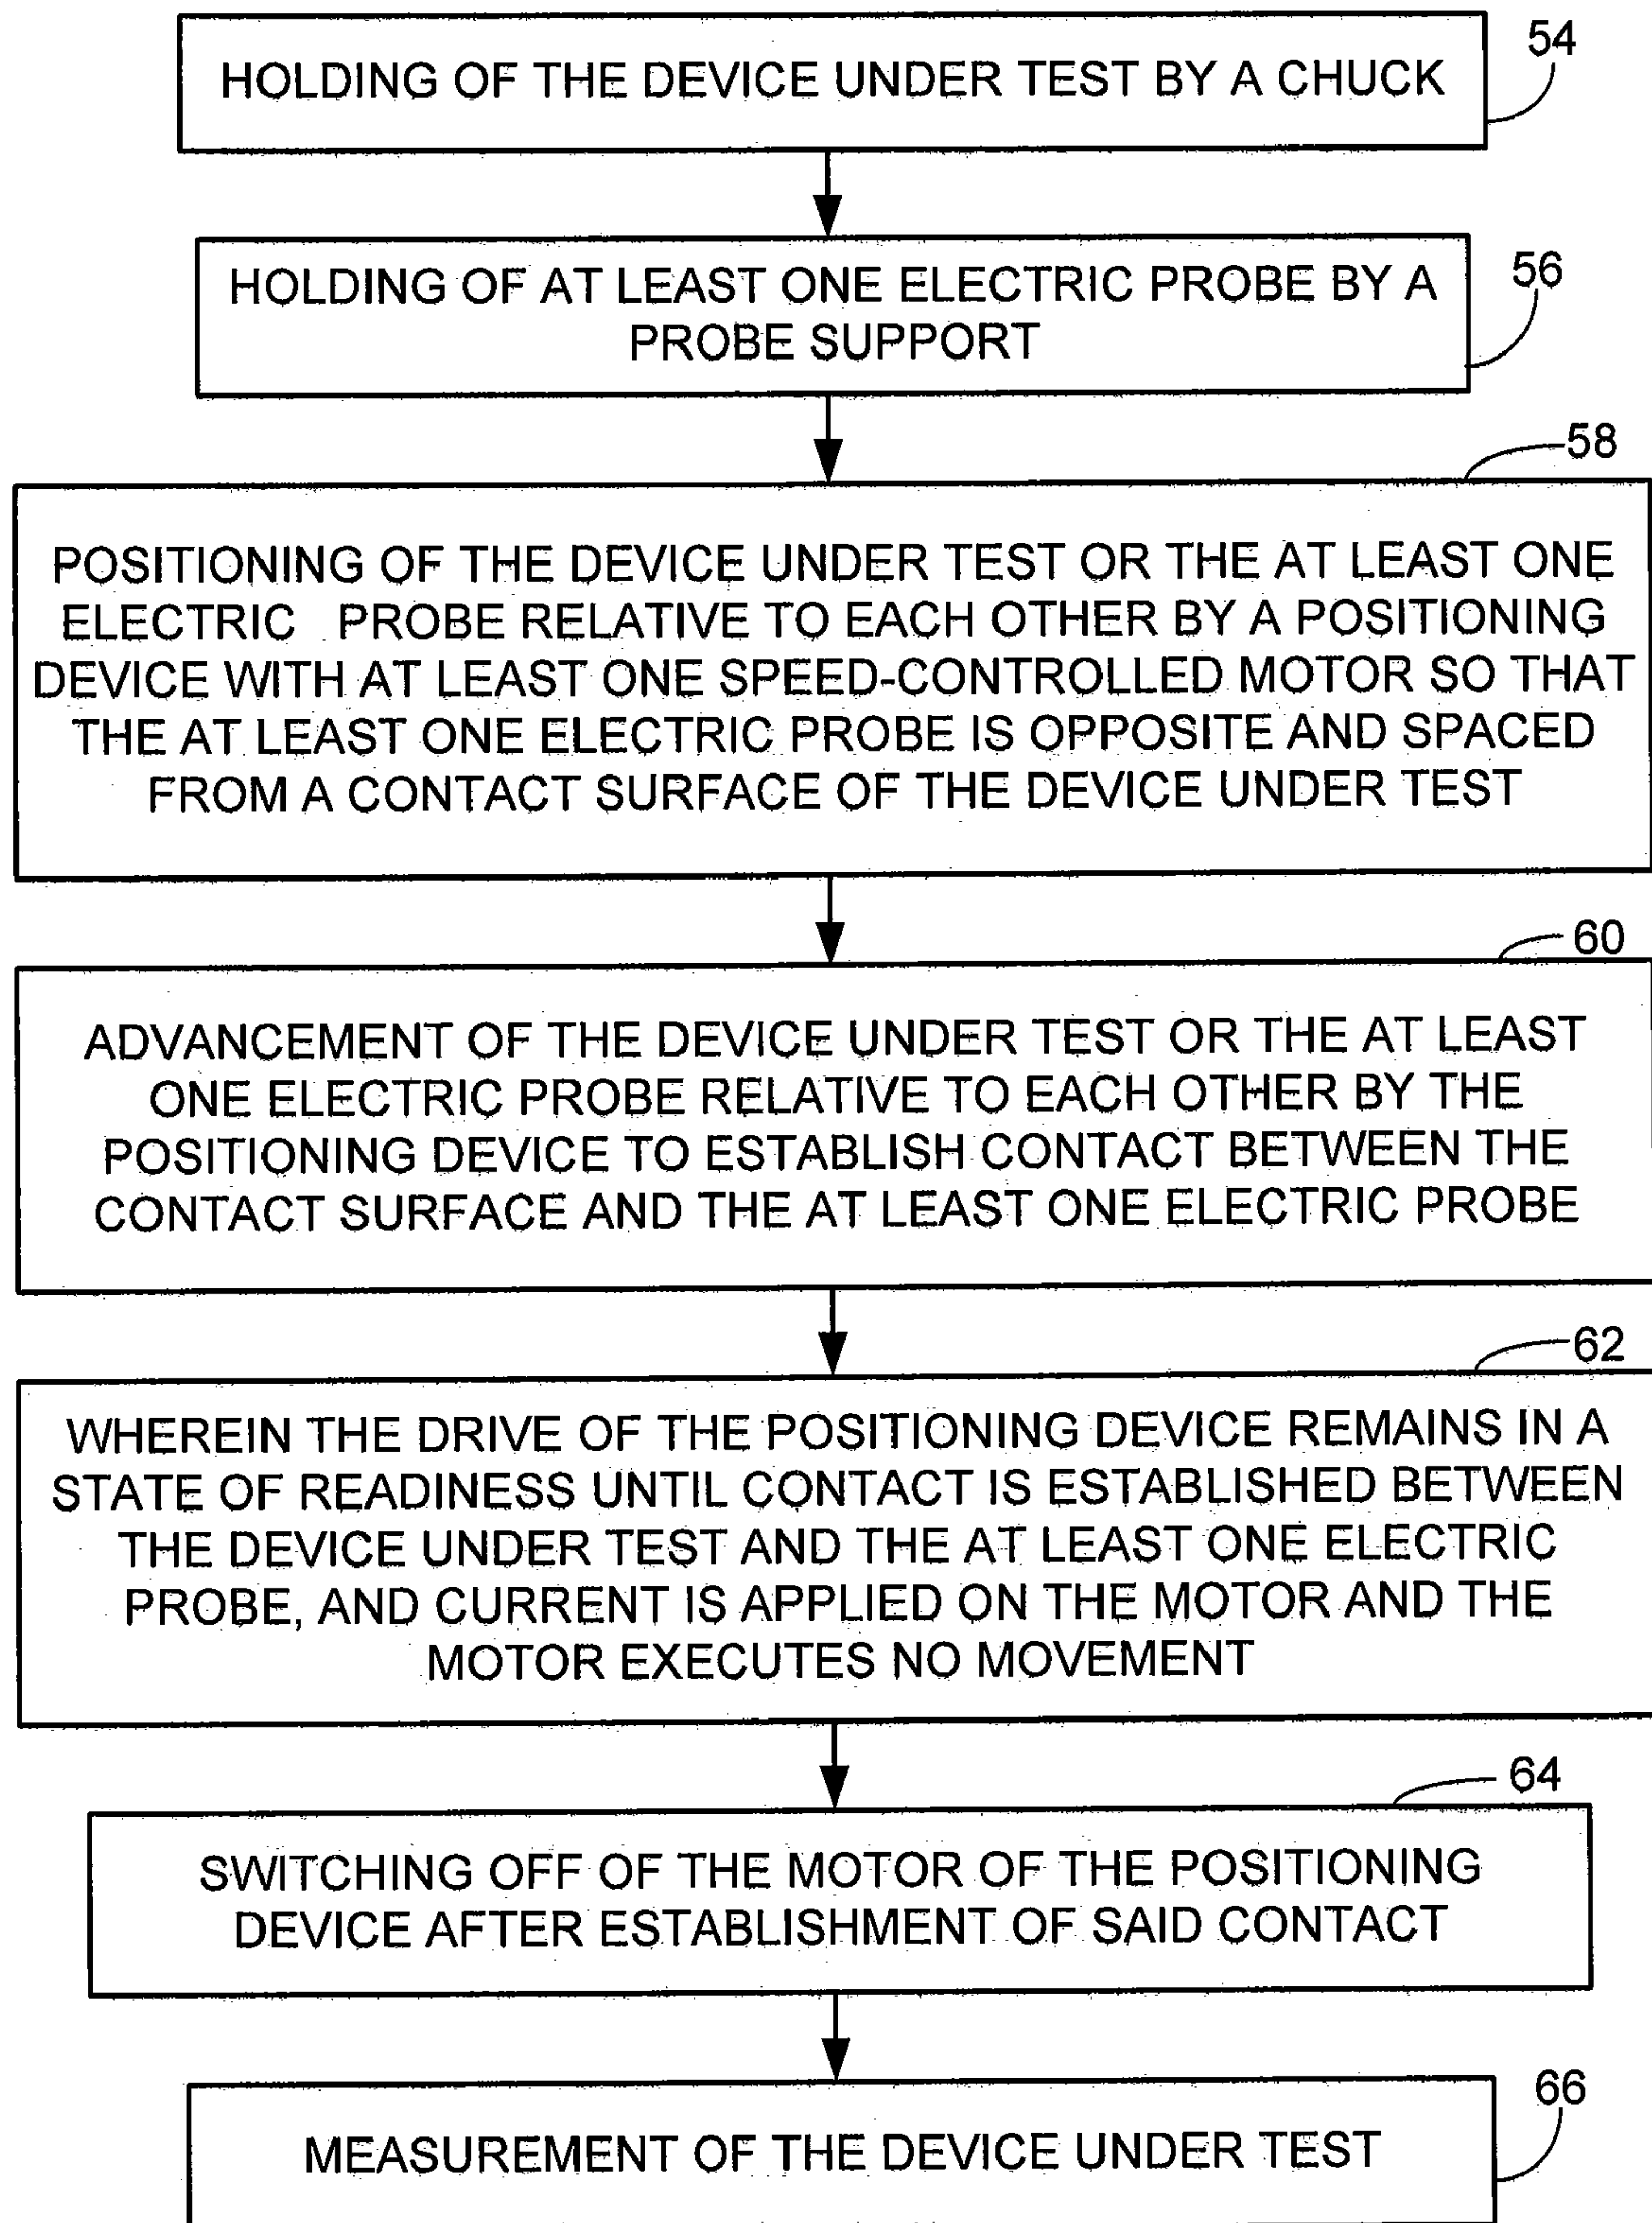 HOLDING OF THE DEVICE UNDER TEST BY A CHUCK
54
HOLDING OF AT LEAST ONE ELECTRIC PROBE BY A
PROBE SUPPORT
56
58
POSITIONING OF THE DEVICE UNDER TEST OR THE AT LEAST ONE
ELECTRIC PROBE RELATIVE TO EACH OTHER BY A POSITIONING
DEVICE WITH AT LEAST ONE SPEED-CONTROLLED MOTOR SO THAT
THE AT LEAST ONE ELECTRIC PROBE IS OPPOSITE AND SPACED
FROM A CONTACT SURFACE OF THE DEVICE UNDER TEST
60
ADVANCEMENT OF THE DEVICE UNDER TEST OR THE AT LEAST
ONE ELECTRIC PROBE RELATIVE TO EACH OTHER BY THE
POSITIONING DEVICE TO ESTABLISH CONTACT BETWEEN THE
CONTACT SURFACE AND THE AT LEAST ONE ELECTRIC PROBE
62
WHEREIN THE DRIVE OF THE POSITIONING DEVICE REMAINS IN A
STATE OF READINESS UNTIL CONTACT IS ESTABLISHED BETWEEN
THE DEVICE UNDER TEST AND THE AT LEAST ONE ELECTRIC
PROBE, AND CURRENT IS APPLIED ON THE MOTOR AND THE
MOTOR EXECUTES NO MOVEMENT
64
SWITCHING OFF OF THE MOTOR OF THE POSITIONING
DEVICE AFTER ESTABLISHMENT OF SAID CONTACT
66
MEASUREMENT OF THE DEVICE UNDER TEST